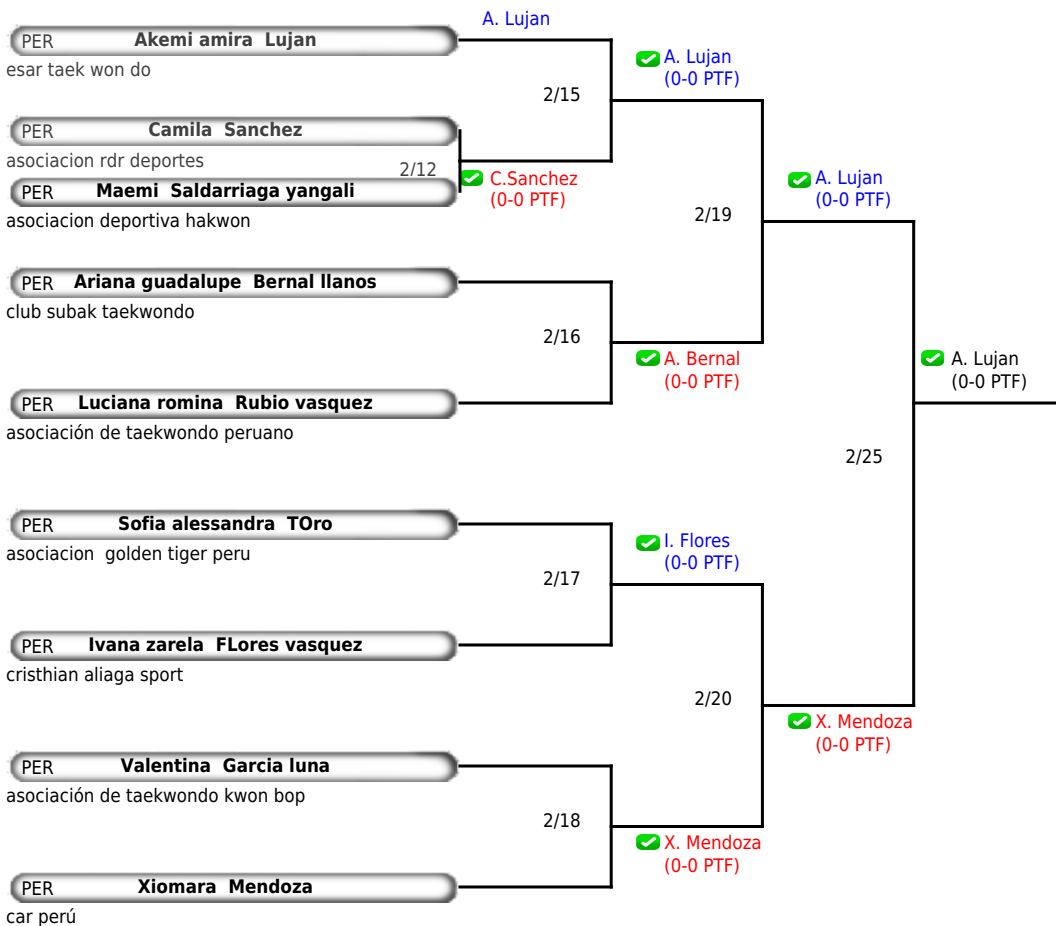 A. Lujan
PER Akemi amira Lujan
esar taek won do
A. Lujan
(0-0 PTF)
2/15
PER Camila Sanchez
asociacion rdr deportes
2/12
C.Sanchez
(0-0 PTF)
PER Maemi Saldarriaga yangali
asociacion deportiva hakwon
A. Lujan
(0-0 PTF)
2/19
PER Ariana guadalupe Bernal llanos
club subak taekwondo
2/16
A. Bernal
(0-0 PTF)
A. Lujan
(0-0 PTF)
PER Luciana romina Rubio vasquez
asociación de taekwondo peruano
2/25
PER Sofia alessandra TOro
asociacion golden tiger peru
I. Flores
(0-0 PTF)
2/17
PER Ivana zarela FLores vasquez
cristhian aliaga sport
2/20
X. Mendoza
(0-0 PTF)
PER Valentina Garcia luna
asociación de taekwondo kwon bop
2/18
X. Mendoza
(0-0 PTF)
PER Xiomara Mendoza
car perú